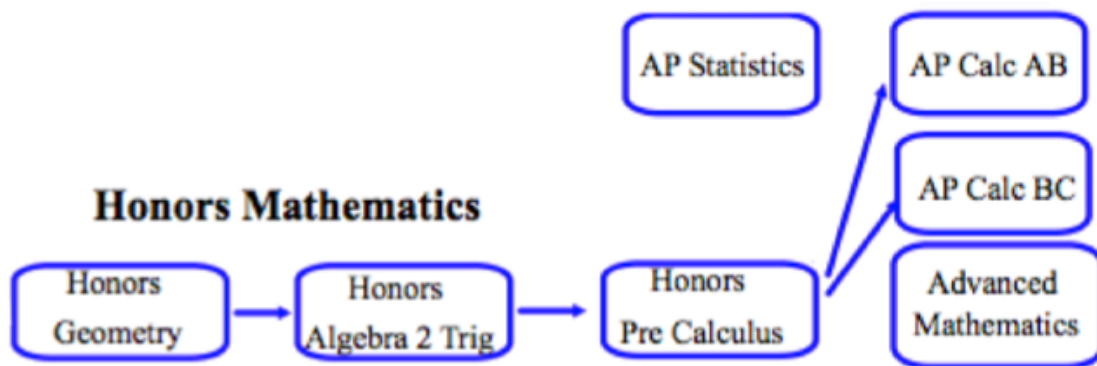 AP Statistics
AP Calc AB
AP Calc BC
Honors Mathematics
Honors
Geometry
Honors
Algebra 2 Trig
Honors
Pre Calculus
Advanced
Mathematics